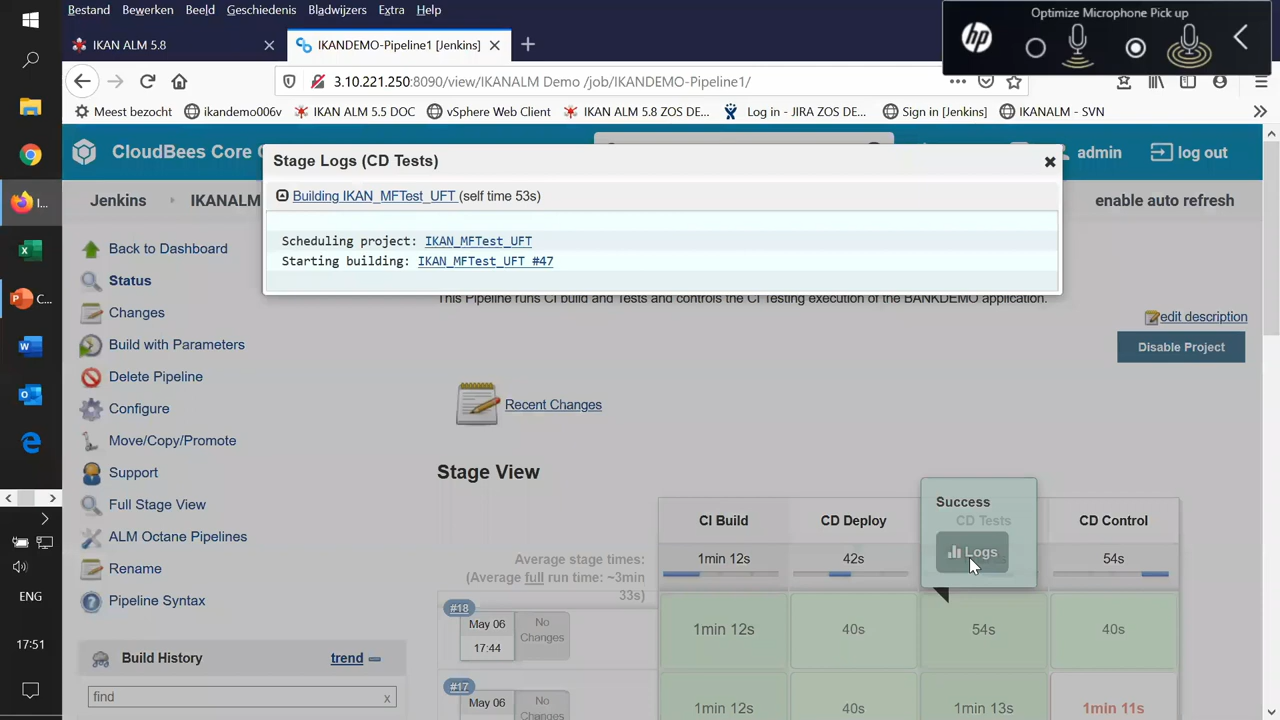 Bestand Bewerken Beeld Geschiedenis Bladwijzers Extra Help
Optimize Microphone Pick up
hp
IKAN ALM 5.8
IKANDEMO-Pipeline1 [Jenkins]
3.10.221.250:8090/view/IKANALM Demo /job/IKANDEMO-Pipeline1/
Meest bezocht ikandemo006v IKAN ALM 5.5 DOC vSphere Web Client IKAN ALM 5.8 ZOS DE... Log in - JIRA ZOS DE... Sign in [Jenkins] IKANALM - SVN
CloudBees Core C
admin log out
Stage Logs (CD Tests)
Building IKAN_MFTest_UFT (self time 53s)
Scheduling project: IKAN_MFTest_UFT
Starting building: IKAN_MFTest_UFT #47
Jenkins IKANALM
enable auto refresh
Back to Dashboard
Status
Changes
Build with Parameters
Delete Pipeline
Configure
Move/Copy/Promote
Support
Full Stage View
ALM Octane Pipelines
Rename
Pipeline Syntax
Build History trend
find x
This Pipeline runs CI build and Tests and controls the CI Testing execution of the BANKDEMO application.
edit description
Disable Project
Recent Changes
Stage View
CI Build CD Deploy CD Tests CD Control
Success
Logs
Average stage times:
(Average full run time: ~3min
33s)
1min 12s 42s 54s
#18
May 06
17:44
No
Changes
1min 12s 40s 54s 40s
#17
May 06
No
Changes
1min 12s 40s 1min 13s 1min 11s
I...
C...
ENG
17:51